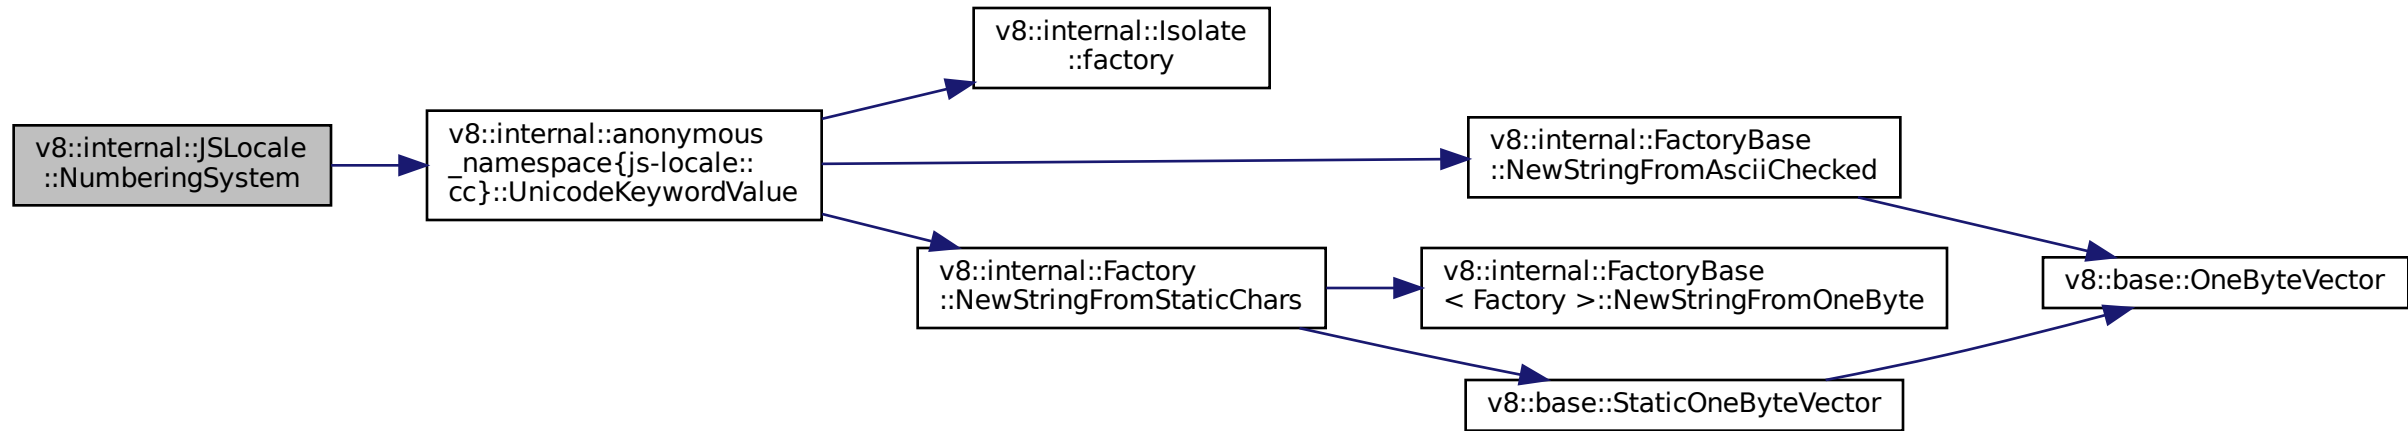 v8::internal::JSLocale
::NumberingSystem
v8::internal::anonymous
_namespace{js-locale::
cc}::UnicodeKeywordValue
v8::internal::Isolate
::factory
v8::internal::FactoryBase
::NewStringFromAsciiChecked
v8::internal::Factory
::NewStringFromStaticChars
v8::internal::FactoryBase
< Factory >::NewStringFromOneByte
v8::base::StaticOneByteVector
v8::base::OneByteVector